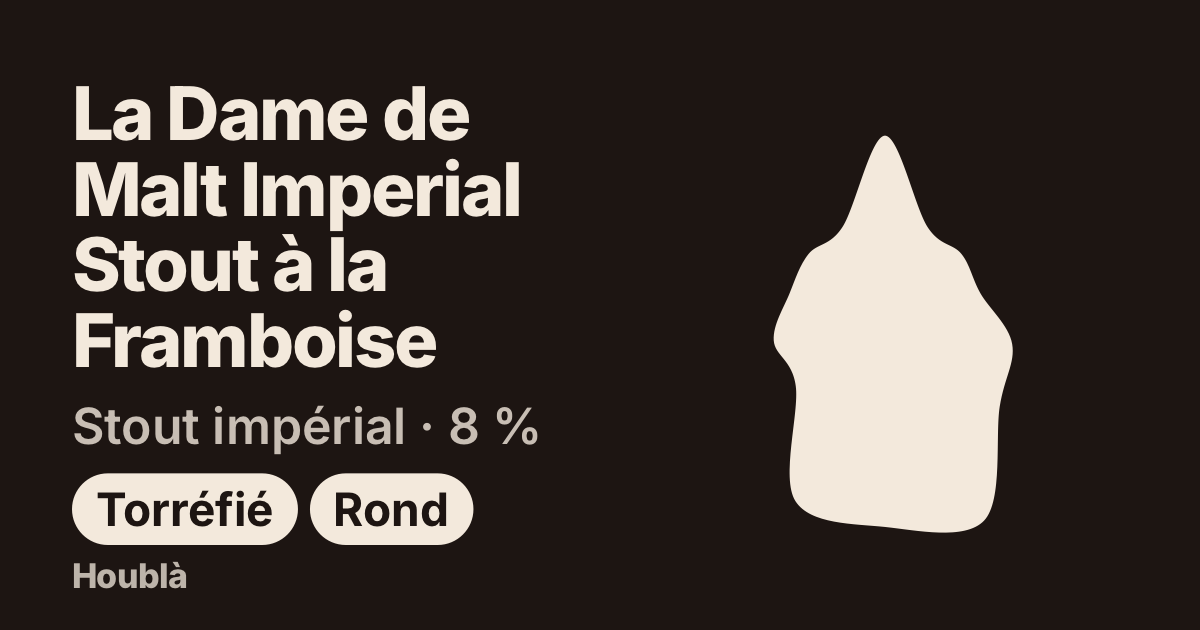 La Dame de
Malt Imperial
Stout à la
Framboise
Stout impérial · 8 %
Torréfié Rond
Houblà